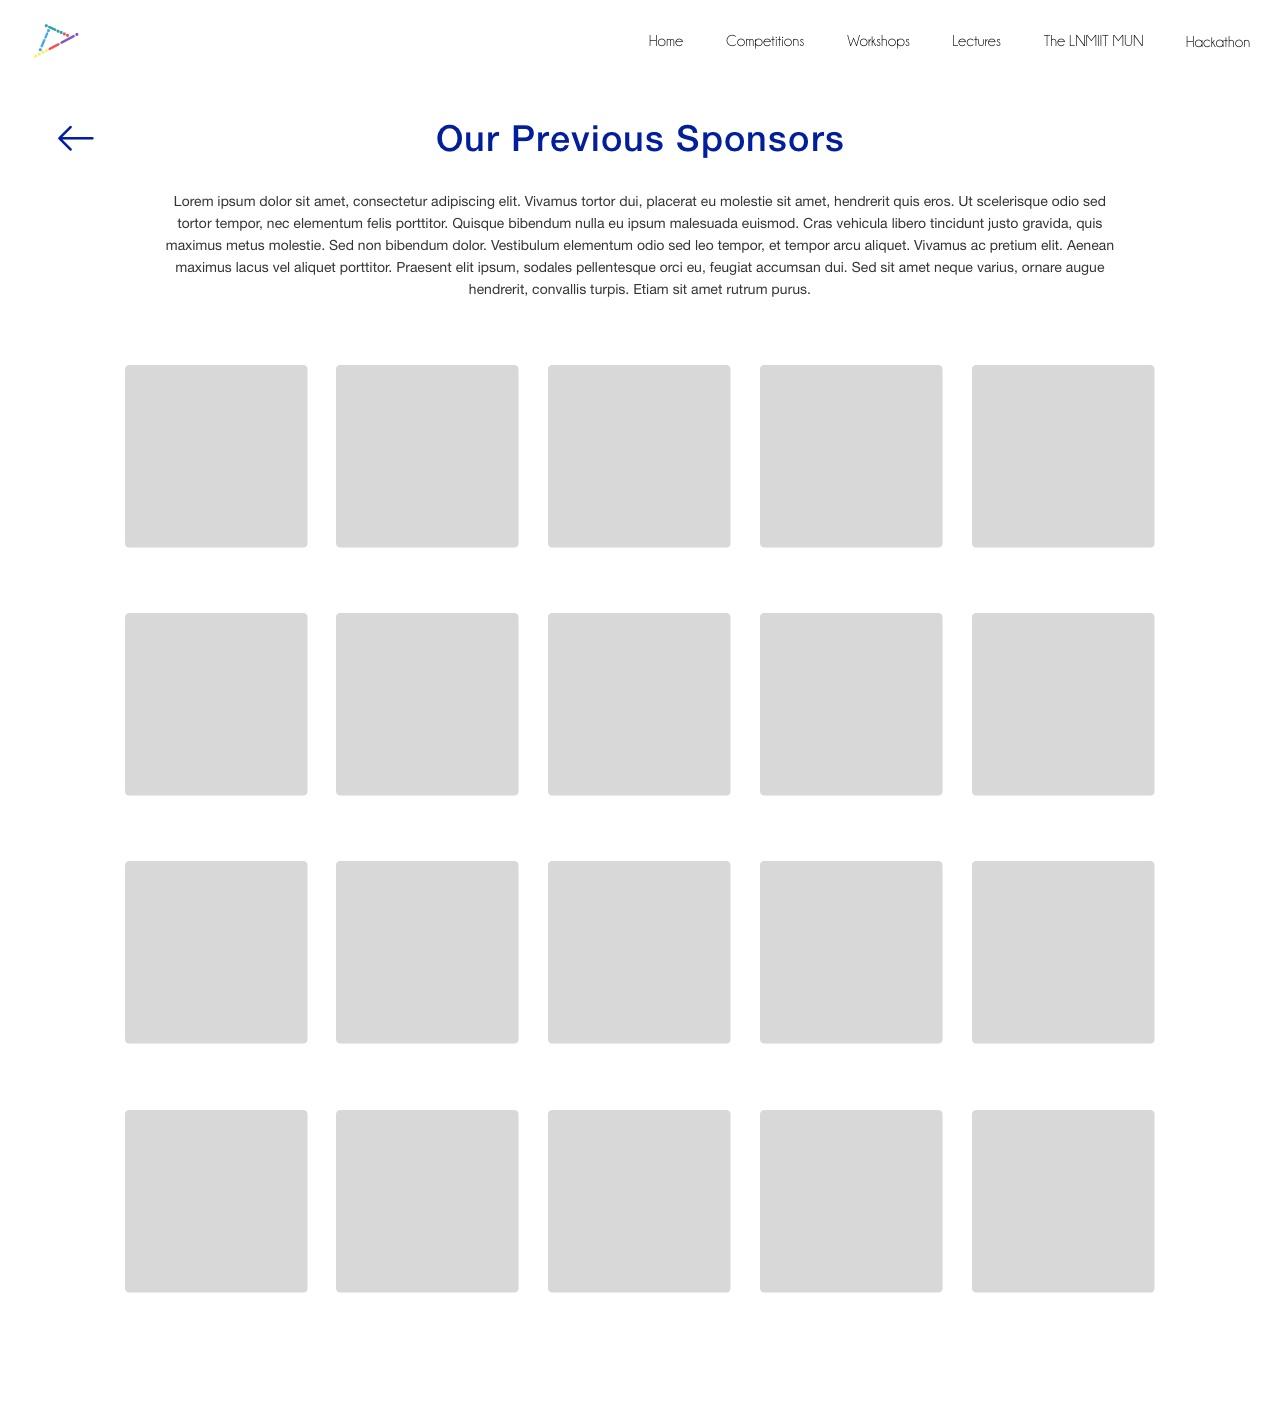 Home Competitions Workshops Lectures The LNMIIT MUN Hackathon
Our Previous Sponsors
Lorem ipsum dolor sit amet, consectetur adipiscing elit. Vivamus tortor dui, placerat eu molestie sit amet, hendrerit quis eros. Ut scelerisque odio sed
tortor tempor, nec elementum felis porttitor. Quisque bibendum nulla eu ipsum malesuada euismod. Cras vehicula libero tincidunt justo gravida, quis
maximus metus molestie. Sed non bibendum dolor. Vestibulum elementum odio sed leo tempor, et tempor arcu aliquet. Vivamus ac pretium elit. Aenean
maximus lacus vel aliquet porttitor. Praesent elit ipsum, sodales pellentesque orci eu, feugiat accumsan dui. Sed sit amet neque varius, ornare augue
hendrerit, convallis turpis. Etiam sit amet rutrum purus.